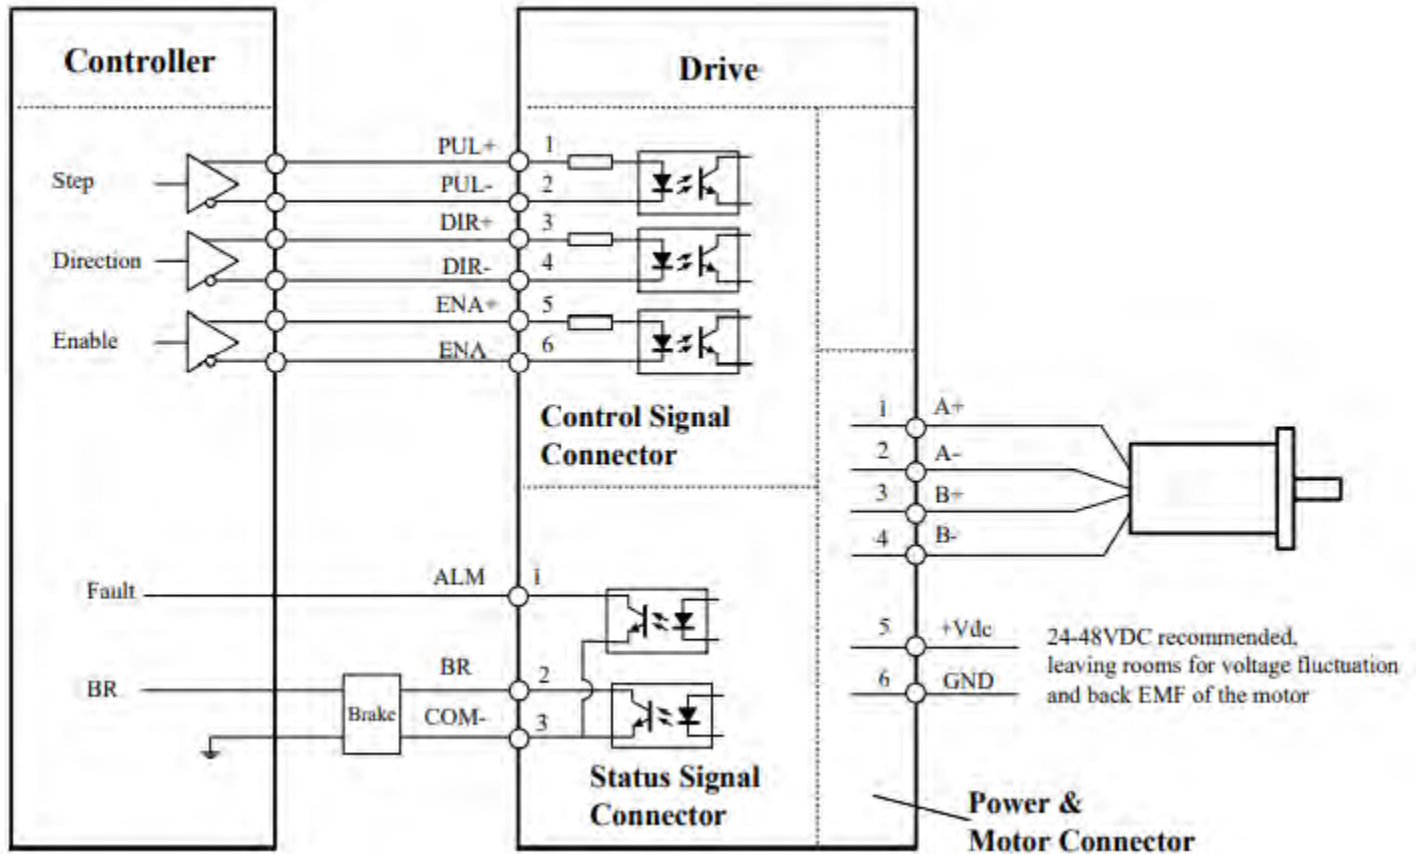 Controller
Drive
Step
Direction
Enable
PUL+
PUL-
DIR+
DIR-
ENA+
ENA
1
2
3
4
5
6
Control Signal
Connector
1
2
3
4
A+
A-
B+
B-
Fault
BR
Brake
ALM
BR
COM-
1
2
3
Status Signal
Connector
5
6
+Vdc
GND
24-48VDC recommended,
leaving rooms for voltage fluctuation
and back EMF of the motor
Power &
Motor Connector